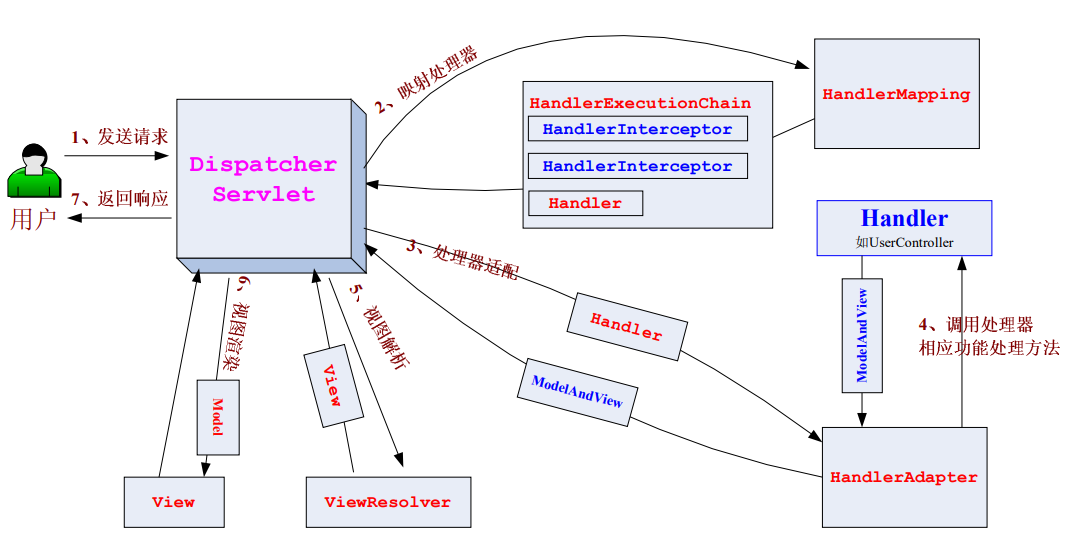 1、发送请求
7、返回响应
用户
Dispatcher
Servlet
2、映射处理器
HandlerExecutionChain
HandlerInterceptor
HandlerInterceptor
Handler
HandlerMapping
3、处理器适配
Handler
ModelAndView
Handler
如UserController
ModelAndView
4、调用处理器
相应功能处理方法
HandlerAdapter
5、视图解析
View
ViewResolver
6、视图渲染
Model
View